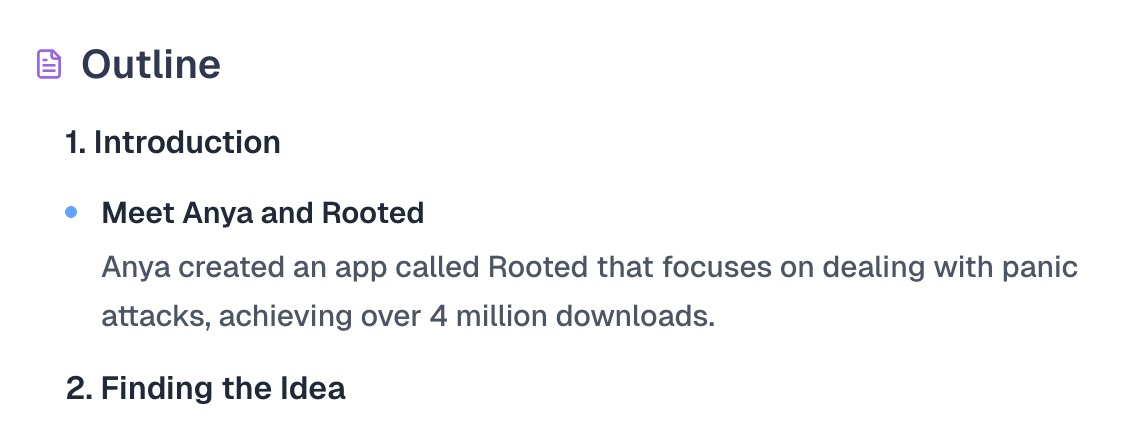 Outline
1. Introduction
Meet Anya and Rooted
Anya created an app called Rooted that focuses on dealing with panic
attacks, achieving over 4 million downloads.
2. Finding the Idea